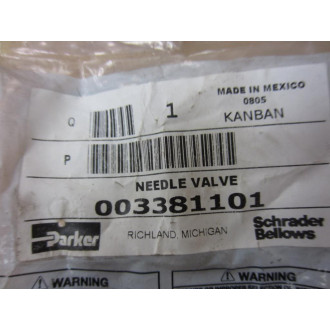 Q 1 MADE IN MEXICO
0805
KANBAN
P
NEEDLE VALVE
003381101
Parker RICHLAND, MICHIGAN Schrader
Bellows
WARNING WARNING